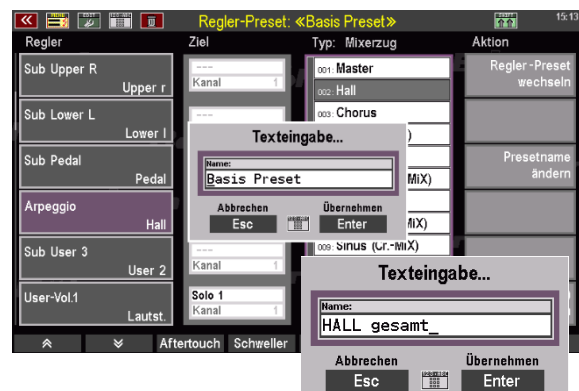 MENU
EDIT
Regler-Preset: «Basis Preset»
15:13
Regler
Ziel
Typ: Mixerzug
Aktion
Sub Upper R
Upper r
---
Kanal 1
001: Master
002: Hall
Regler-Preset
wechseln
Sub Lower L
Lower l
---
003: Chorus
Sub Pedal
Pedal
MiX)
Presetname
ändern
Arpeggio
Hall
MiX)
Sub User 3
User 2
---
Kanal 1
009: Sinus (Cr.-MiX)
User-Vol.1
Lautst.
Solo 1
Kanal 1
Aftertouch
Schweller
Texteingabe...
Name:
Basis Preset
Abbrechen
Übernehmen
Esc
Enter
Texteingabe...
Name:
HALL gesamt_
Abbrechen
Übernehmen
Esc
Enter